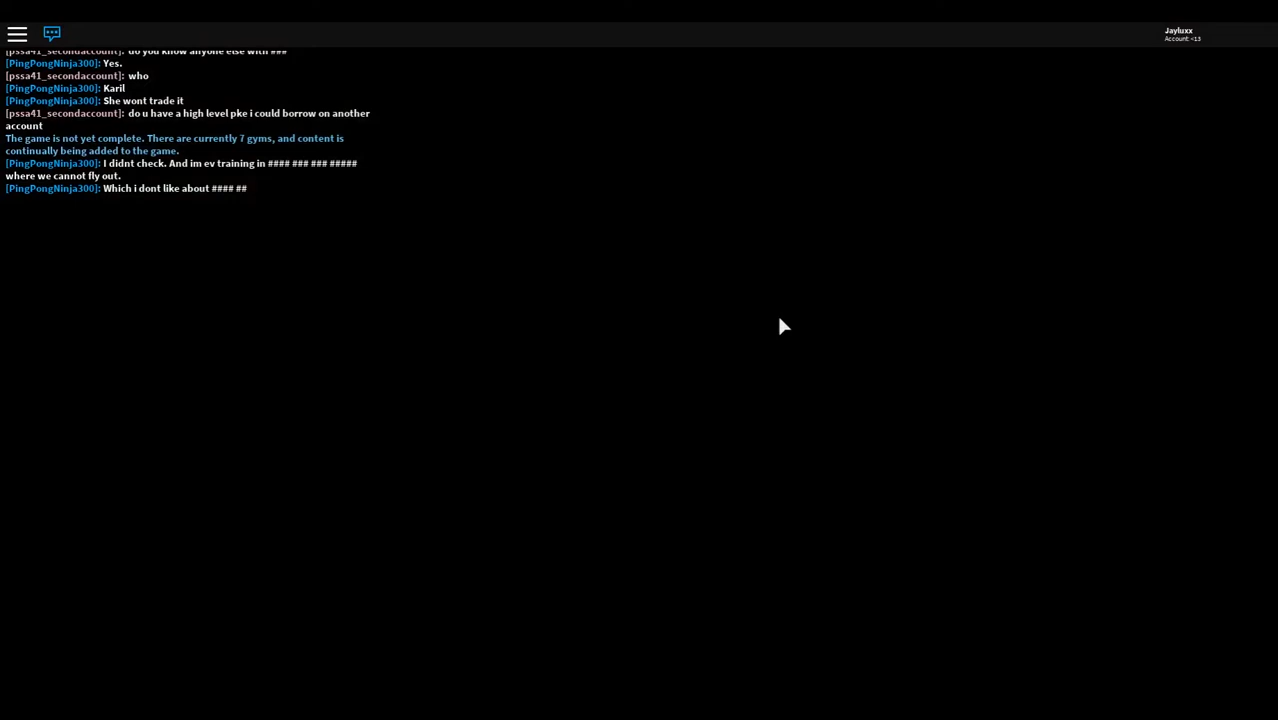 Jayluxx
Account: <13
[pssa41_secondaccount]: do you know anyone else with ###
[PingPongNinja300]: Yes.
[pssa41_secondaccount]: who
[PingPongNinja300]: Karil
[PingPongNinja300]: She wont trade it
[pssa41_secondaccount]: do u have a high level pke i could borrow on another
account
The game is not yet complete. There are currently 7 gyms, and content is
continually being added to the game.
[PingPongNinja300]: I didnt check. And im ev training in #### ### ### #####
where we cannot fly out.
[PingPongNinja300]: Which i dont like about #### ##